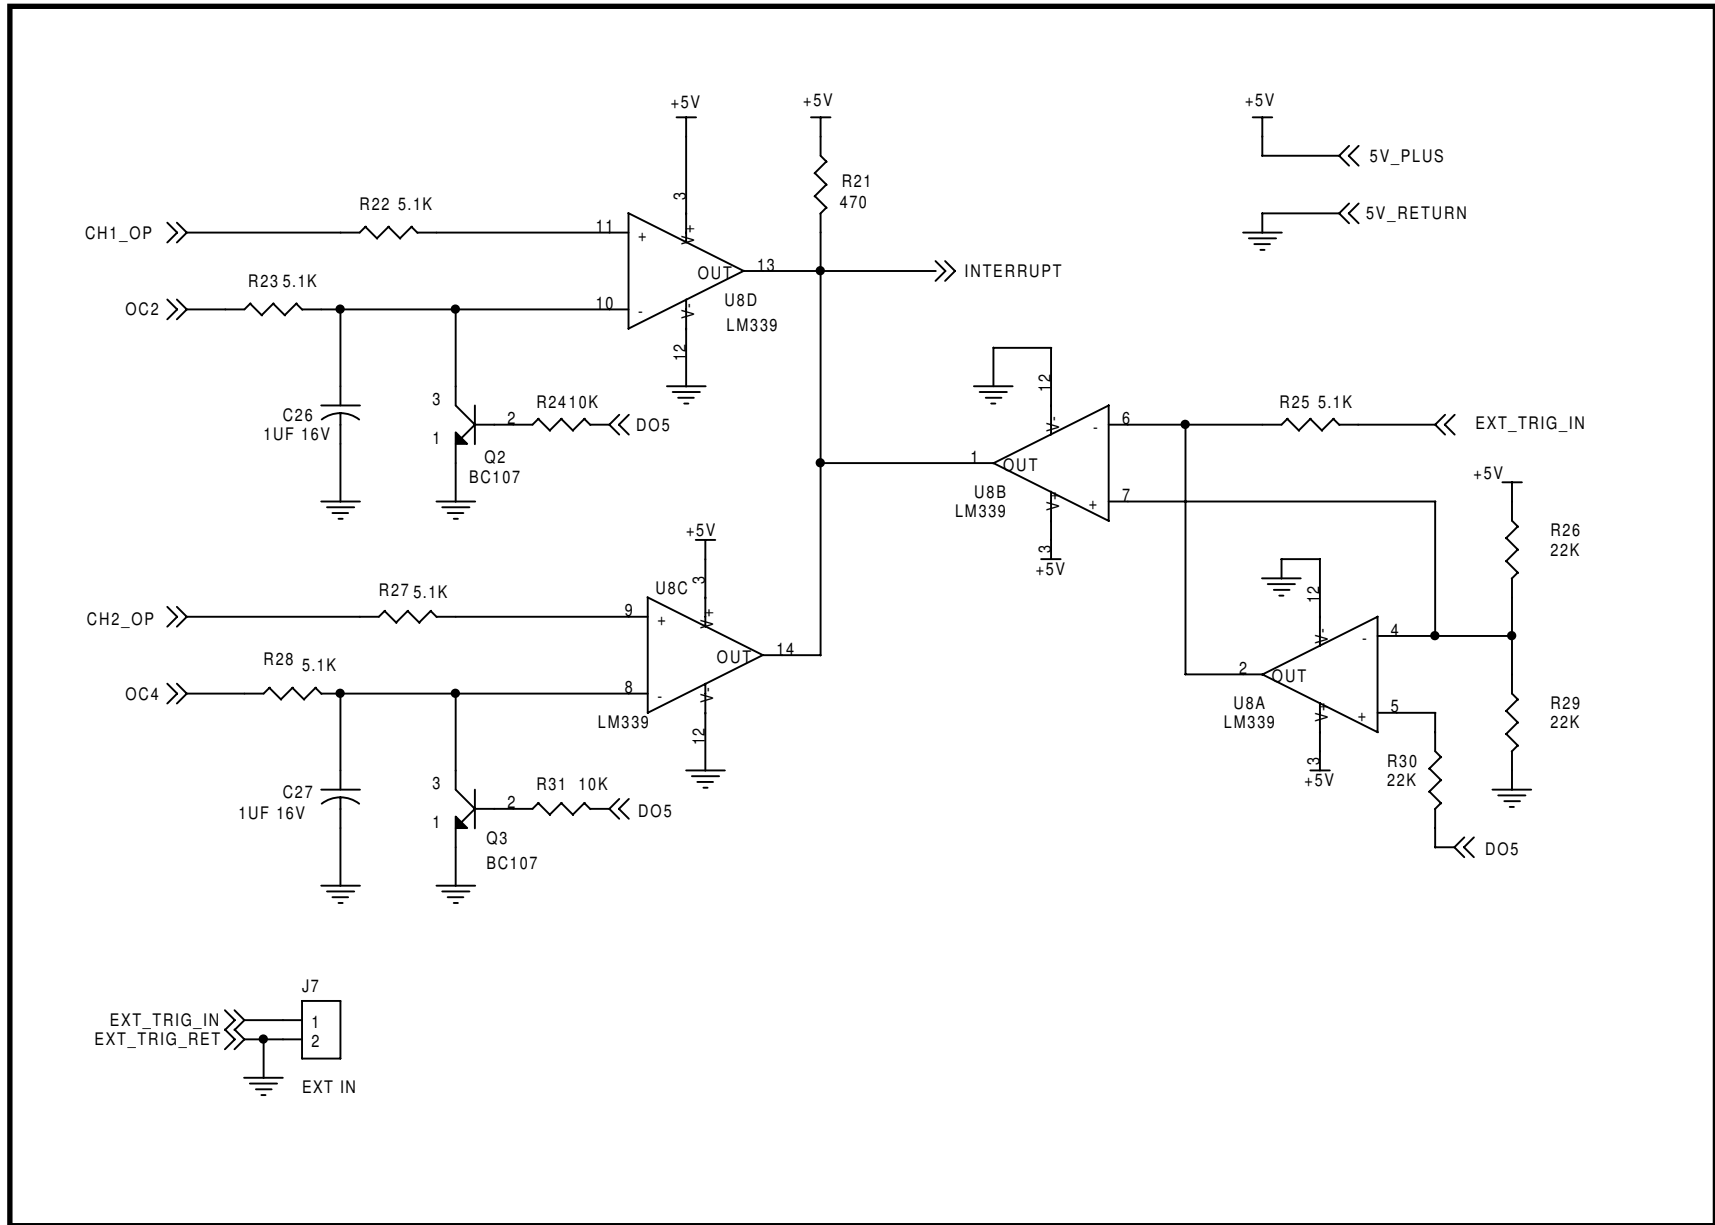 +5V
+5V
+5V
5V_PLUS
R21
470
R22 5.1K
3
V+
CH1_OP
11
+
5V_RETURN
R23 5.1K
OUT
13
INTERRUPT
U8D
OC2
10
-
V-
LM339
12
C26
1UF 16V
3
2
1
R24 10K
DO5
Q2
BC107
12
V-
6
-
R25 5.1K
EXT_TRIG_IN
1
OUT
U8B
LM339
7
+
V+
3
+5V
+5V
R26
22K
+5V
3
V+
U8C
R27 5.1K
CH2_OP
9
+
OUT
14
R28 5.1K
OC4
8
-
V-
LM339
12
12
V-
4
-
2
OUT
U8A
LM339
5
+
V+
3
+5V
R29
22K
R30
22K
DO5
C27
1UF 16V
3
2
1
R31 10K
DO5
Q3
BC107
J7
EXT_TRIG_IN
1
EXT_TRIG_RET
2
EXT IN